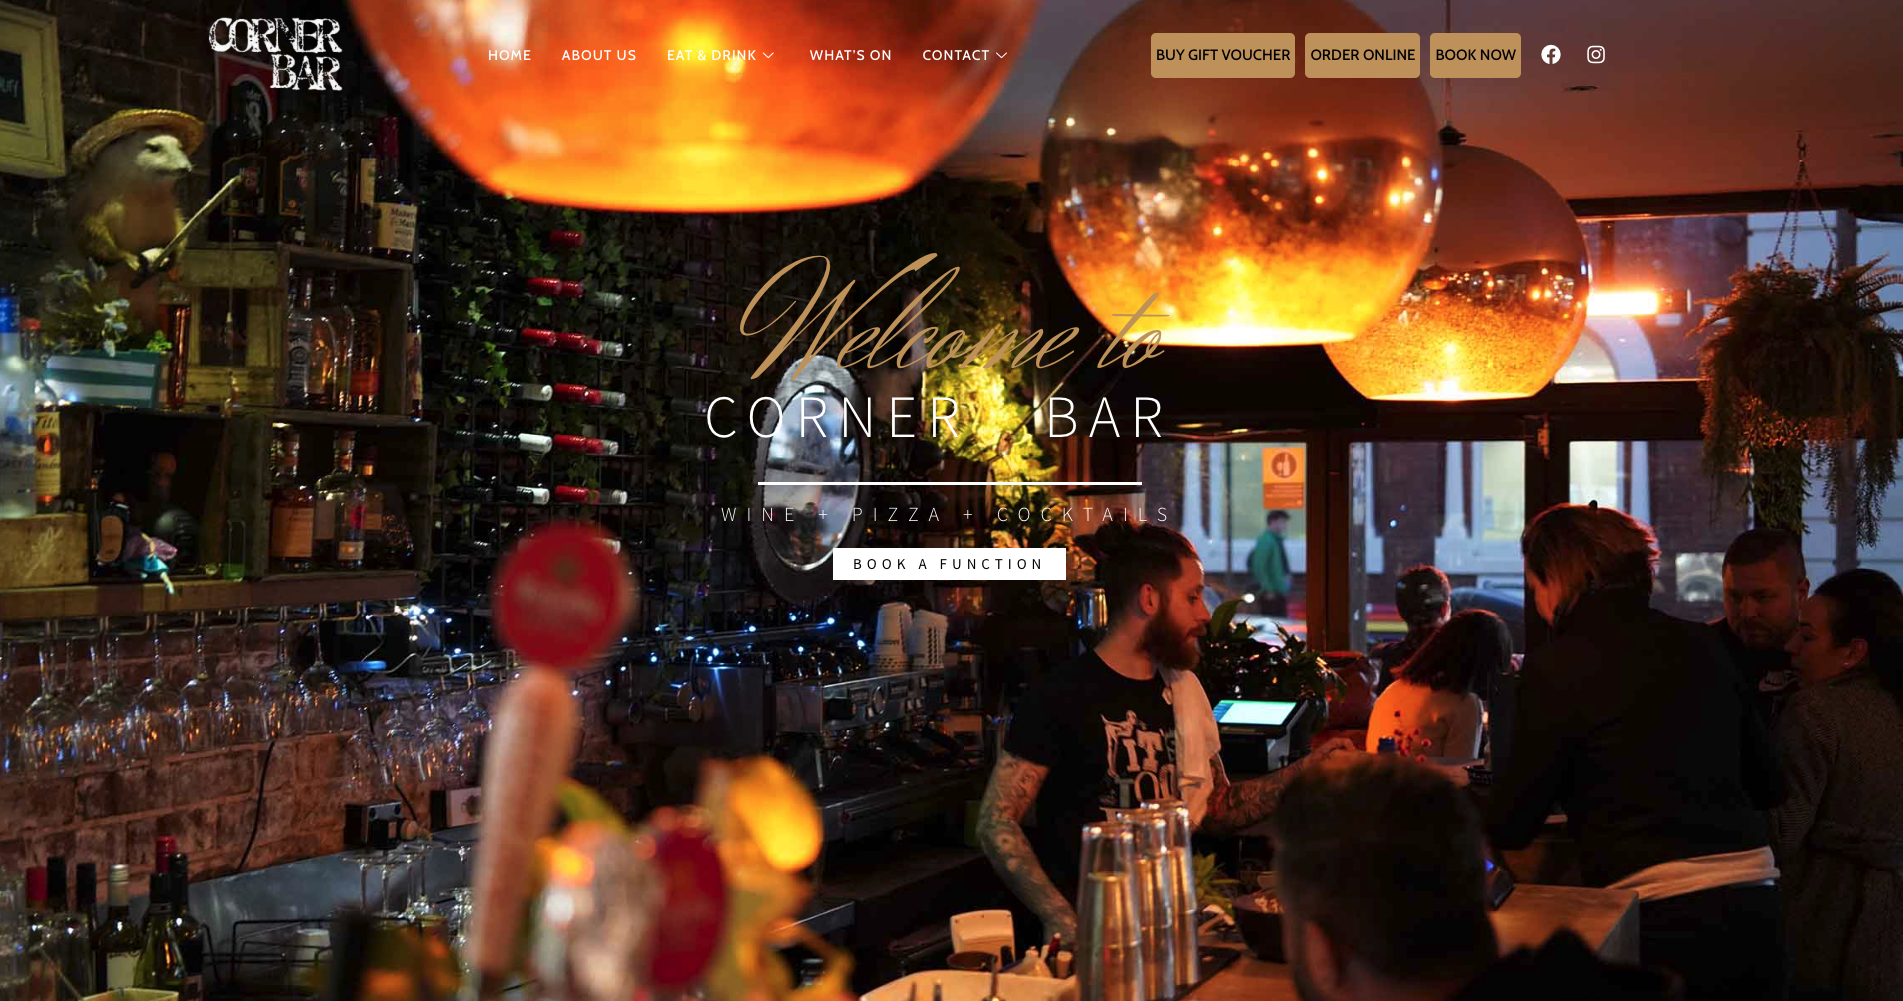 CORNER
BAR
HOME
ABOUT US
EAT & DRINK
WHAT'S ON
CONTACT
BUY GIFT VOUCHER
ORDER ONLINE
BOOK NOW
Welcome to
CORNER BAR
WINE + PIZZA + COCKTAILS
BOOK A FUNCTION